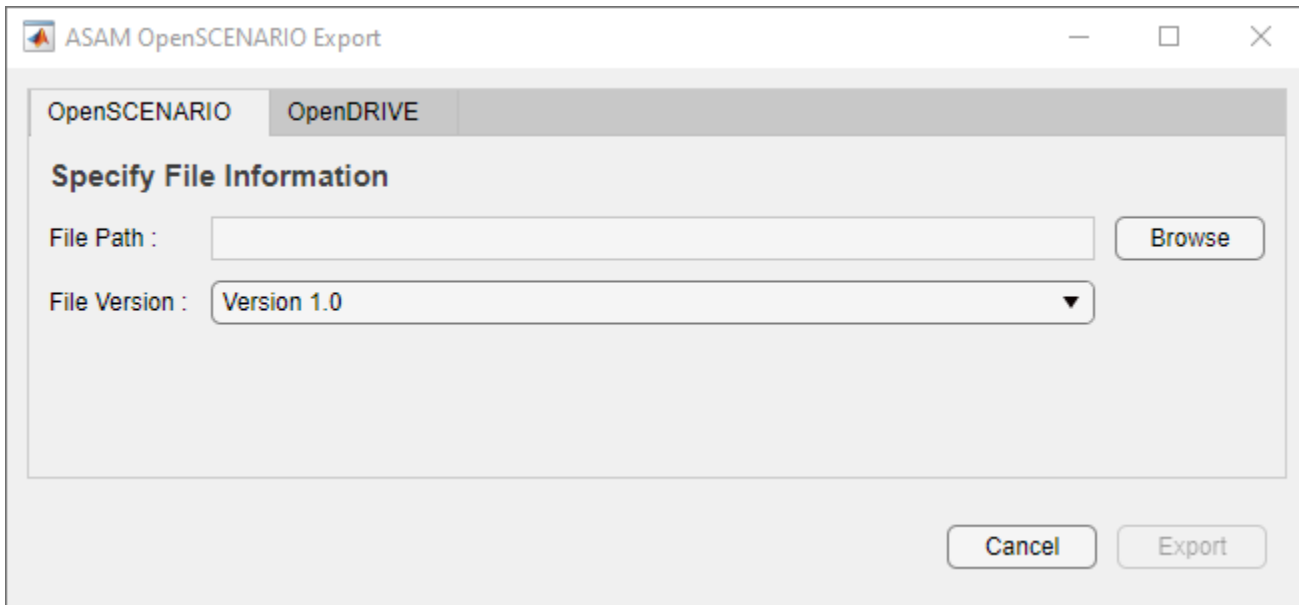 ASAM OpenSCENARIO Export
OpenSCENARIO OpenDRIVE
Specify File Information
File Path : Browse
File Version : Version 1.0
Cancel Export